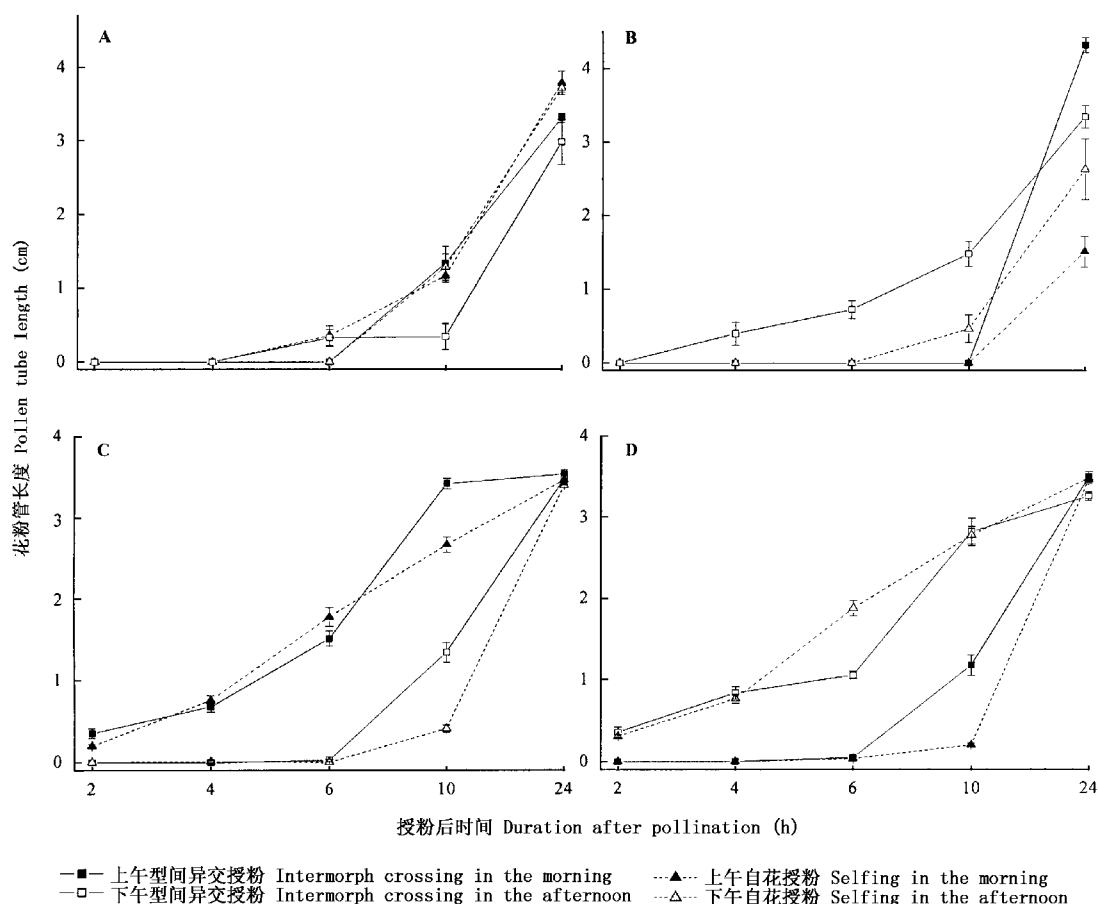 A
B
4
3
2
1
0
4
3
2
1
0
C
D
4
3
2
1
0
4
3
2
1
0
2 4 6 10 24
2 4 6 10 24
花粉管长度 Pollen tube length (cm)
授粉后时间 Duration after pollination (h)
上午型间异交授粉 Intermorph crossing in the morning
下午型间异交授粉 Intermorph crossing in the afternoon
上午自花授粉 Selfing in the morning
下午自花授粉 Selfing in the afternoon